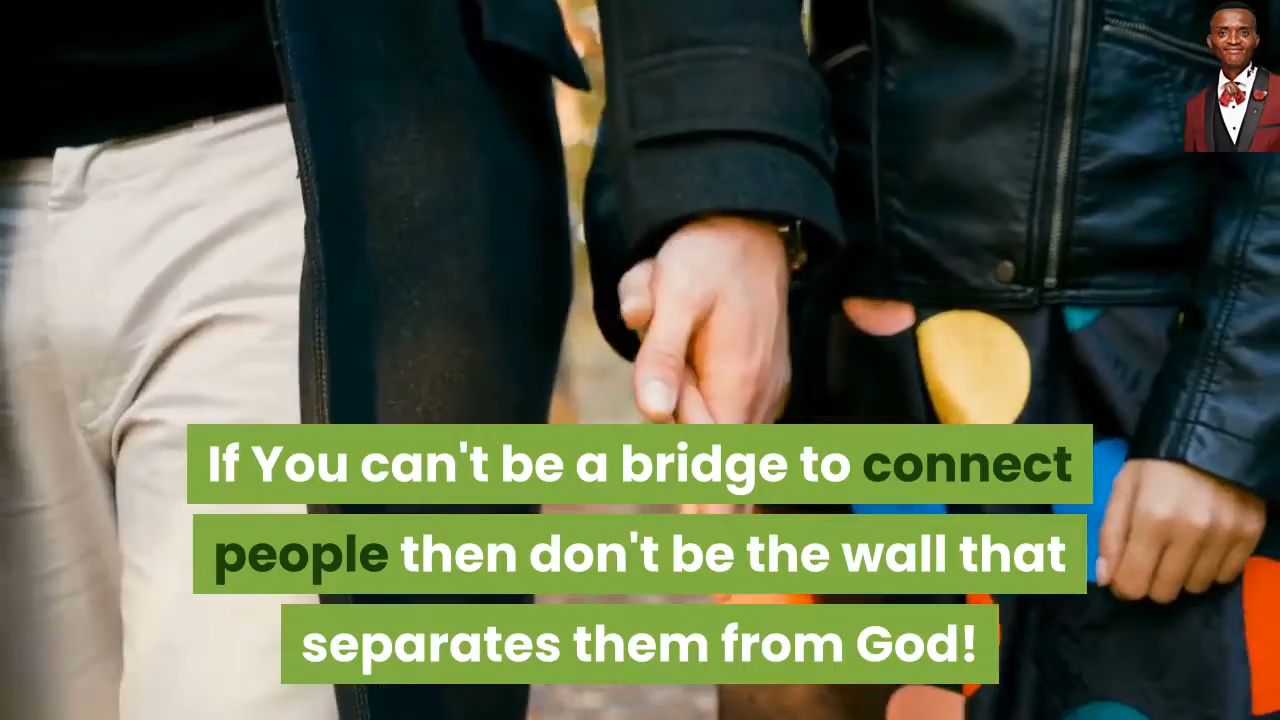 If You can't be a bridge to connect
people then don't be the wall that
separates them from God!